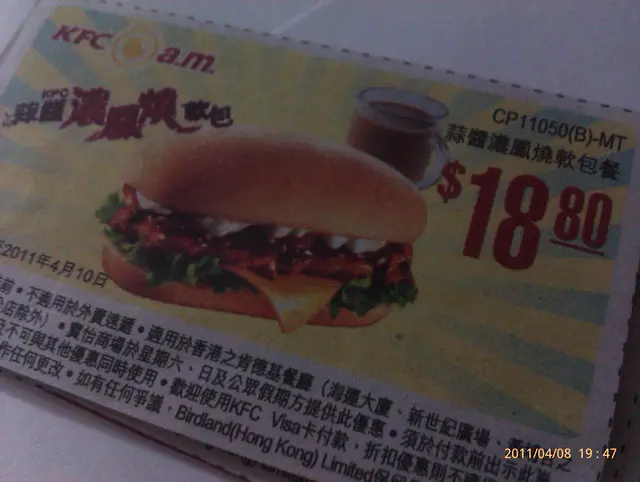 KFC a.m.
CP11050(B)-MT
KFC
蒜醬濃鳳燒軟包
蒜醬濃鳳燒軟包餐
$18.80
2011年4月10日
前・不適用於外賣速遞・適用於香港之肯德基餐廳（海運大廈、新世紀廣場、
店除外）・寶怡商場於星期六、日及公眾假期方提供此優惠・須於付款前出示此
不可與其他優惠同時使用・歡迎使用KFC Visa卡付款，折扣優惠則不
作任何更改・如有任何爭議，Birdland(Hong Kong) Limited保留
2011/04/08 19:47